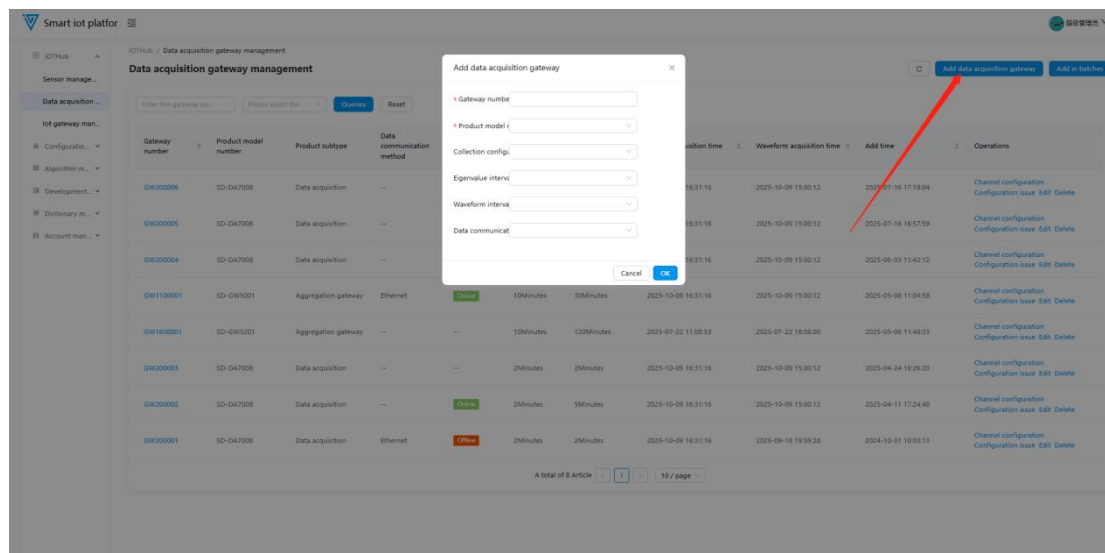 Smart iot platfor
超级管理员
IOTHub
Sensor manage...
Data acquisition ...
Iot gateway man...
Configuratio...
Algorithm m...
Development...
Dictionary m...
Account man...
IOTHub / Data acquisition gateway management
Data acquisition gateway management
Add data acquisition gateway
Add in batches
Enter the gateway nu...
Please select the ...
Queries
Reset
Gateway number
Product model number
Product subtype
Data communication method
isition time
Waveform acquisition time
Add time
Operations
GW200006 SD-DA7008 Data acquisition -- 16:31:16 2025-10-09 15:00:12 2025-07-16 17:19:04 Channel configuration
Configuration issue Edit Delete
GW200005 SD-DA7008 Data acquisition -- 16:31:16 2025-10-09 15:00:12 2025-07-16 16:57:59 Channel configuration
Configuration issue Edit Delete
GW200004 SD-DA7008 Data acquisition -- 16:31:16 2025-10-09 15:00:12 2025-06-03 11:42:12 Channel configuration
Configuration issue Edit Delete
GW1100001 SD-GW5001 Aggregation gateway Ethernet Online 10Minutes 30Minutes 2025-10-09 16:31:16 2025-10-09 15:00:12 2025-05-08 11:04:58 Channel configuration
Configuration issue Edit Delete
GW1600001 SD-GW5201 Aggregation gateway -- -- 10Minutes 120Minutes 2025-07-22 11:08:53 2025-07-22 18:06:00 2025-05-06 11:46:03 Channel configuration
Configuration issue Edit Delete
GW200003 SD-DA7008 Data acquisition -- -- 2Minutes 2Minutes 2025-10-09 16:31:16 2025-10-09 15:00:12 2025-04-24 16:26:20 Channel configuration
Configuration issue Edit Delete
GW200002 SD-DA7008 Data acquisition -- Online 2Minutes 5Minutes 2025-10-09 16:31:16 2025-10-09 15:00:12 2025-04-11 17:24:48 Channel configuration
Configuration issue Edit Delete
GW200001 SD-DA7008 Data acquisition Ethernet Offline 2Minutes 2Minutes 2025-10-09 16:31:16 2025-09-18 19:59:28 2024-10-31 10:03:13 Channel configuration
Configuration issue Edit Delete
A total of 8 Article < 1 > 10 / page
Add data acquisition gateway
* Gateway numbe
* Product model r
Collection configu
Eigenvalue interva
Waveform interva
Data communicat
Cancel
OK